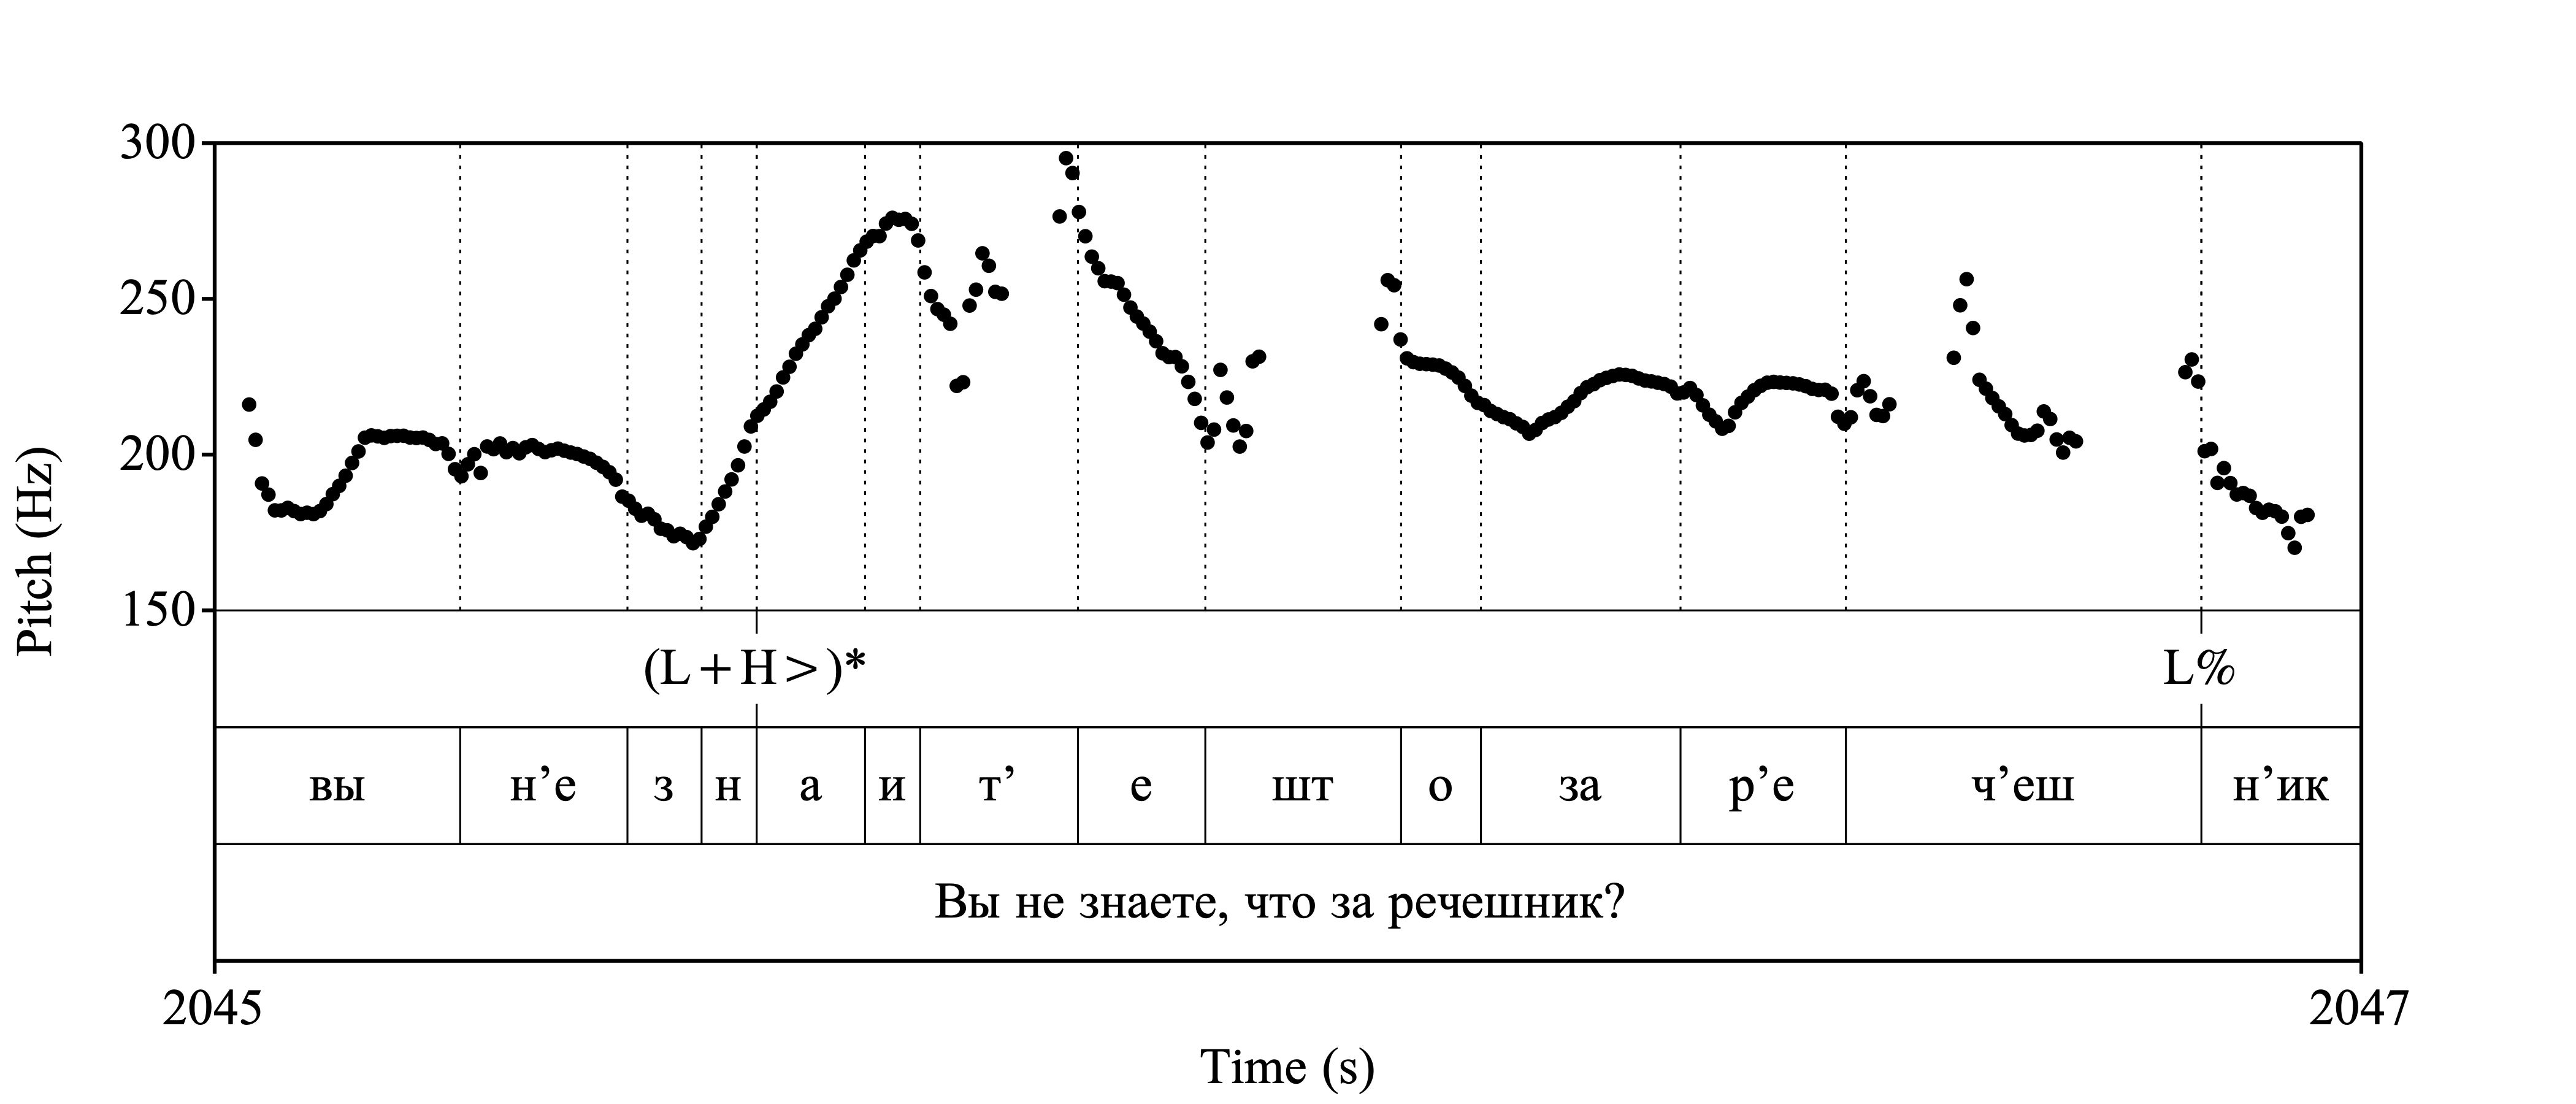 300
250
200
150
Pitch (Hz)
(L+H>)* L%
вы н’е з н а и т’ е шт о за р’е ч’еш н’ик
Вы не знаете, что за речешник?
2045 2047
Time (s)